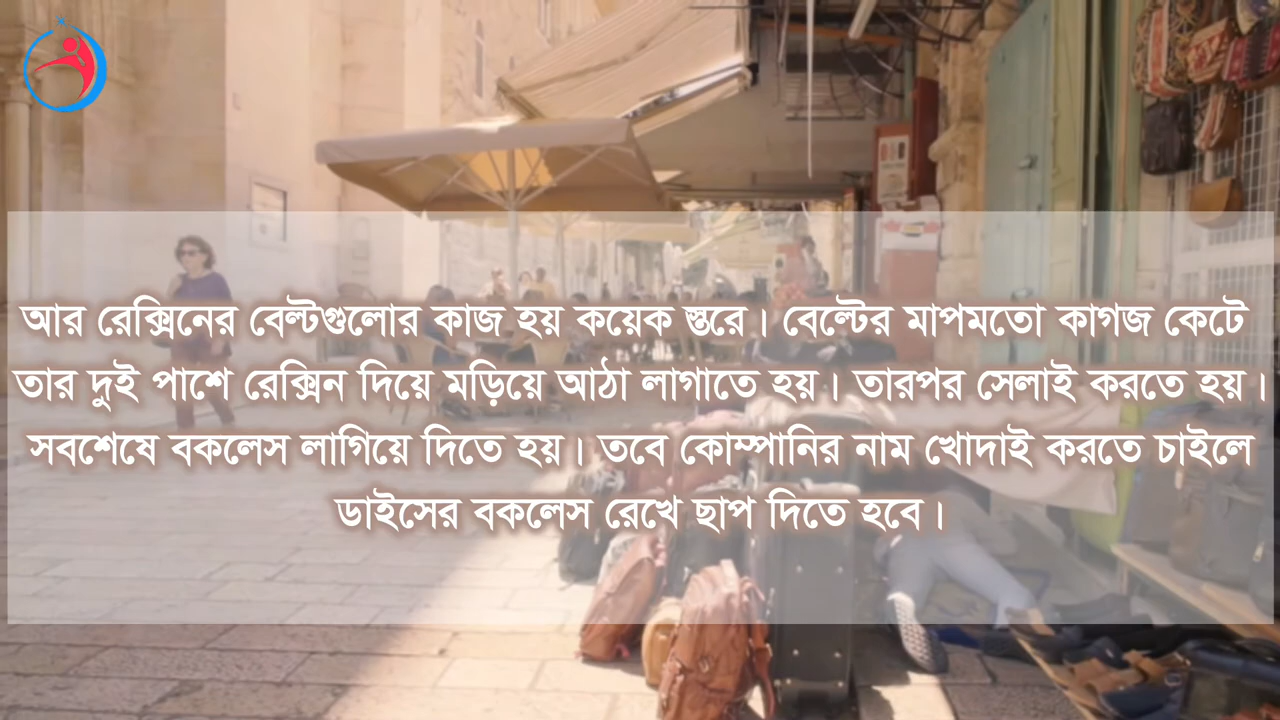 আর রেক্সিনের বেল্টগুলোর কাজ হয় কয়েক স্তরে। বেল্টের মাপমতো কাগজ কেটে
তার দুই পাশে রেক্সিন দিয়ে মড়িয়ে আঠা লাগাতে হয়। তারপর সেলাই করতে হয়।
সবশেষে বকলেস লাগিয়ে দিতে হয়। তবে কোম্পানির নাম খোদাই করতে চাইলে
ডাইসের বকলেস রেখে ছাপ দিতে হবে।